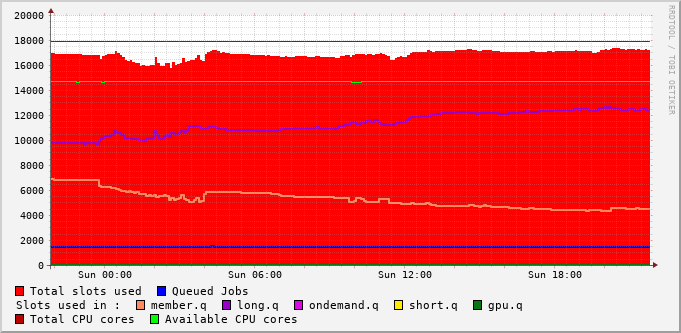 20000
18000
16000
14000
12000
10000
8000
6000
4000
2000
0
Sun 00:00 Sun 06:00 Sun 12:00 Sun 18:00
RRDTOOL / TOBI OETIKER
Total slots used Queued Jobs
Slots used in : member.q long.q ondemand.q short.q gpu.q
Total CPU cores Available CPU cores